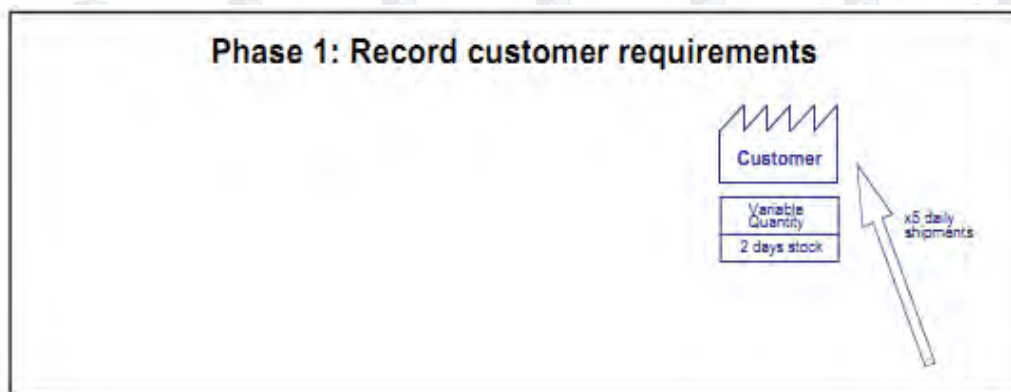 Phase 1: Record customer requirements
Customer
Variable
Quantity
2 days stock
x5 daily
shipments